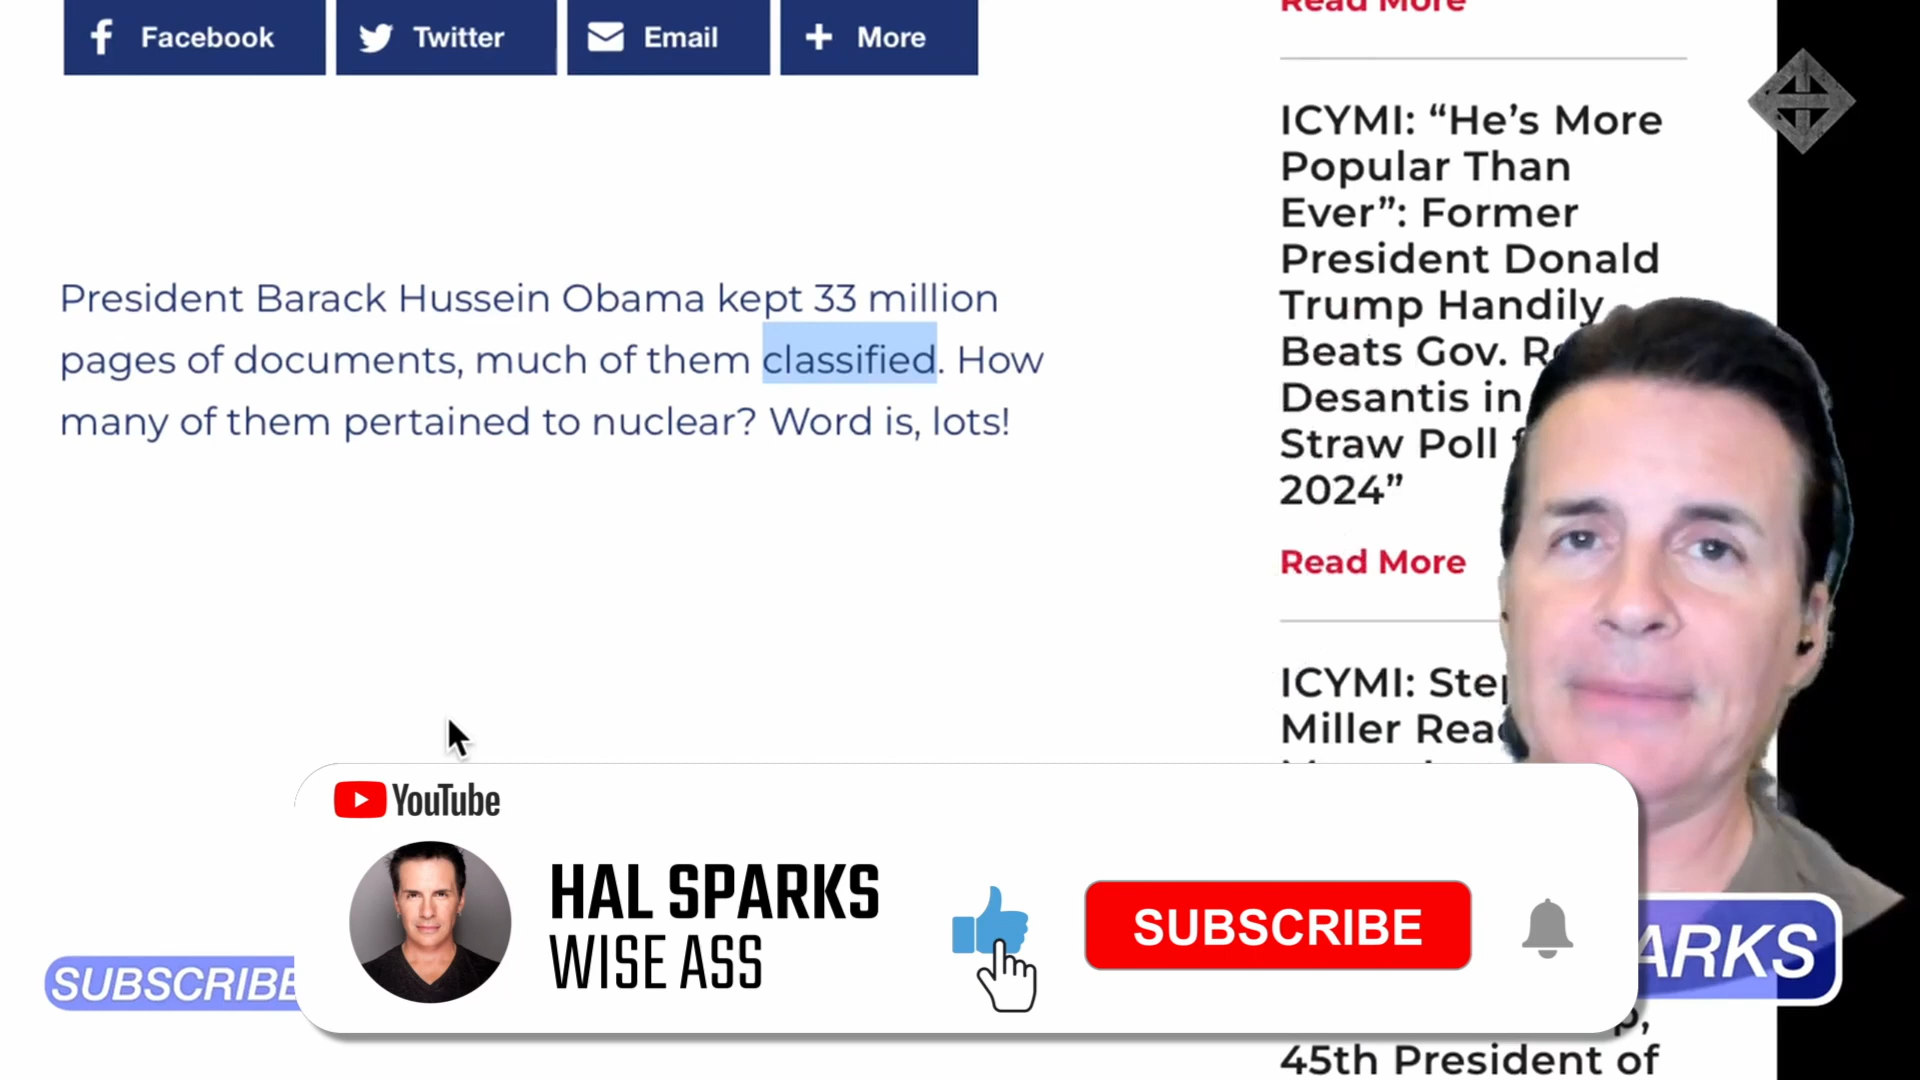 Facebook
Twitter
Email
More
President Barack Hussein Obama kept 33 million
pages of documents, much of them classified. How
many of them pertained to nuclear? Word is, lots!
Read More
ICYMI: “He’s More
Popular Than
Ever”: Former
President Donald
Trump Handily
Beats Gov.
Desantis in
Straw Poll
2024”
Read More
ICYMI:
Miller
45th President of
YouTube
HAL SPARKS
WISE ASS
SUBSCRIBE
SUBSCRIBE
ARKS